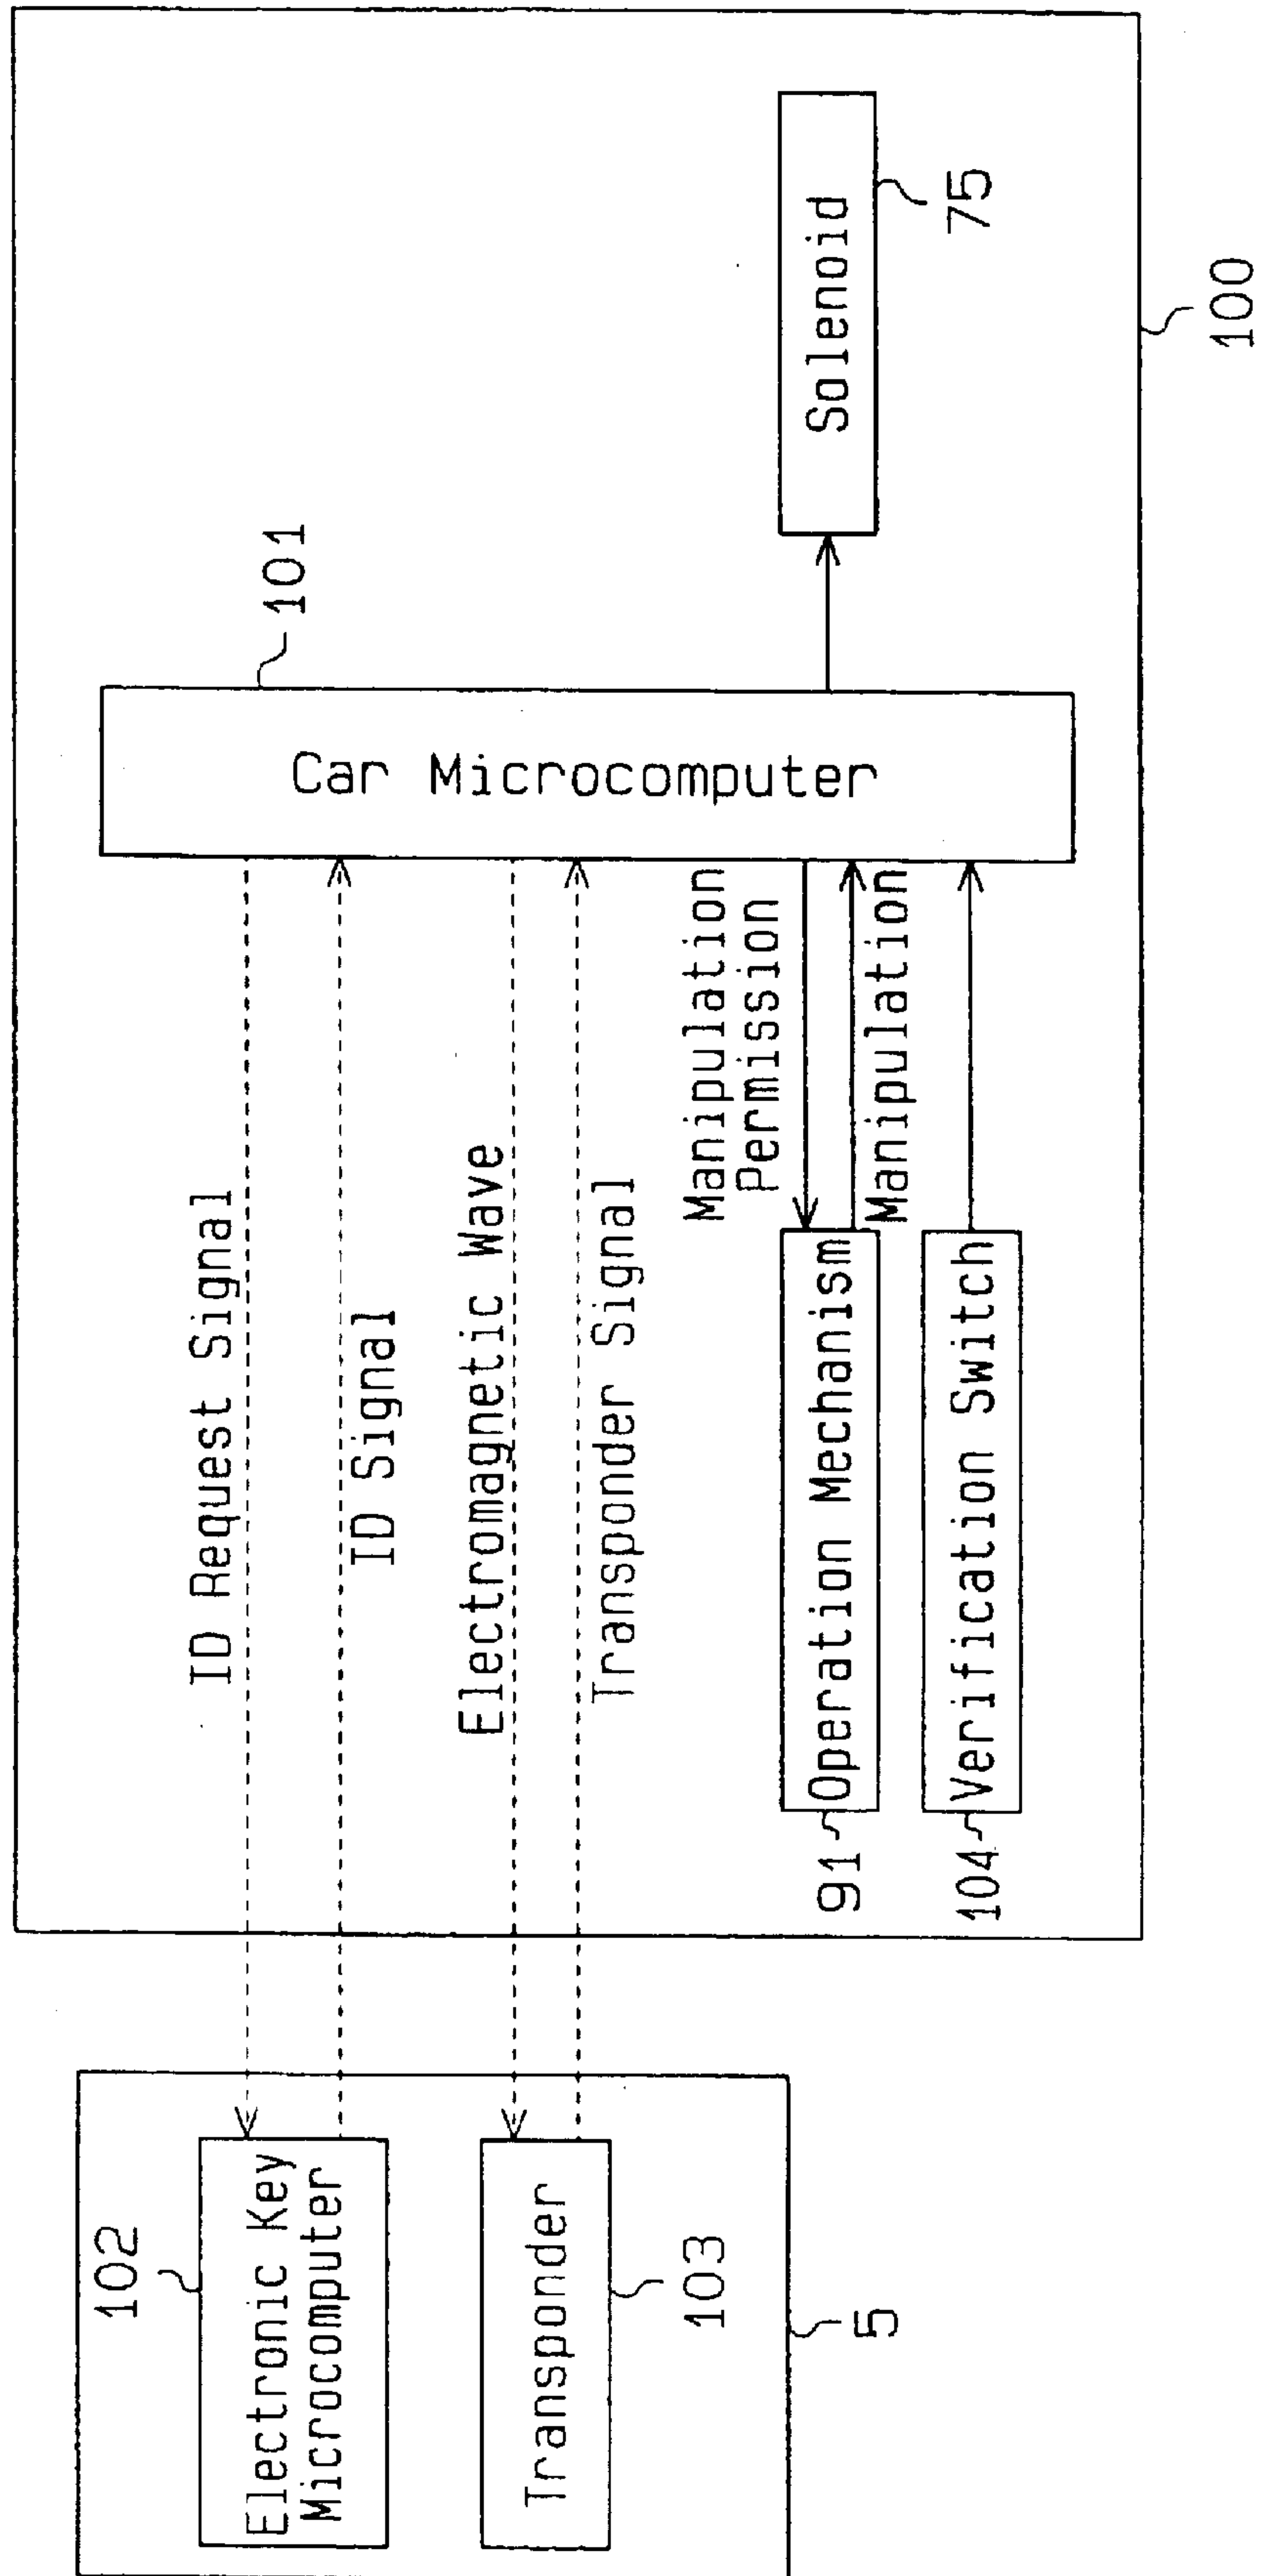 102
Electronic Key
Microcomputer
Transponder
103
5
ID Request Signal
ID Signal
Electromagnetic Wave
Transponder Signal
Manipulation
Permission
Manipulation
91
Operation Mechanism
104
Verification Switch
101
Car Microcomputer
Solenoid
75
100